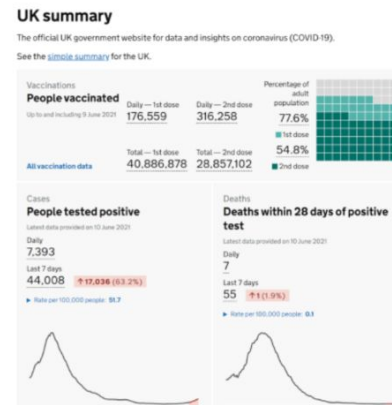 UK summary
The official UK government website for data and insights on coronavirus (COVID-19).
See the simple summary for the UK.
Vaccinations
People vaccinated
Up to and including 9 June 2021
Daily — 1st dose
176,559
Daily — 2nd dose
316,258
Total — 1st dose
40,886,878
Total — 2nd dose
28,857,102
All vaccination data
Percentage of
adult
population
77.6%
1st dose
54.8%
2nd dose
Cases
People tested positive
Latest data provided on 10 June 2021
Daily
7,393
Last 7 days
44,008
↑17,036 (63.2%)
▶ Rate per 100,000 people: 51.7
Deaths
Deaths within 28 days of positive
test
Latest data provided on 10 June 2021
Daily
7
Last 7 days
55
↑1 (1.9%)
▶ Rate per 100,000 people: 0.1